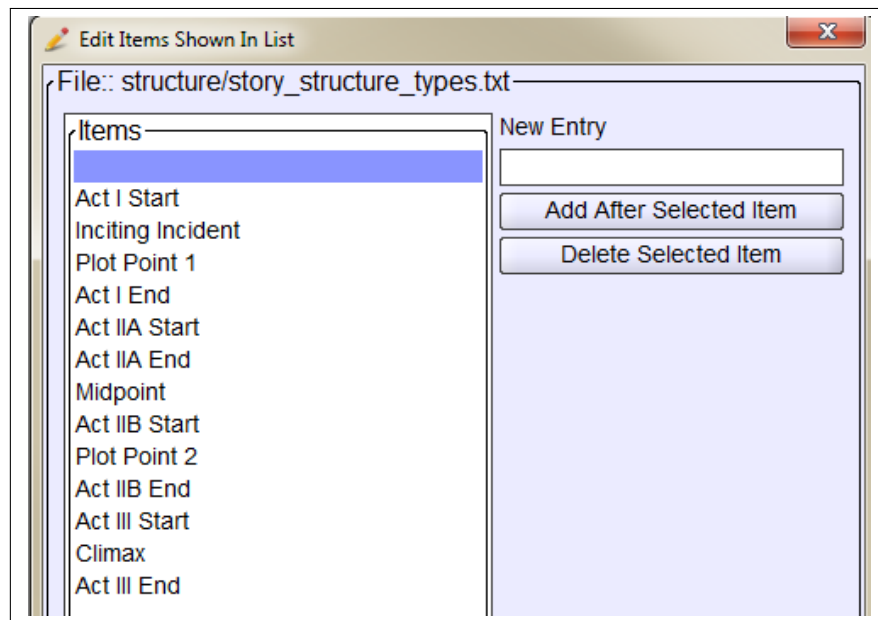 Edit Items Shown In List
File:: structure/story_structure_types.txt
Items
Act I Start
Inciting Incident
Plot Point 1
Act I End
Act IIA Start
Act IIA End
Midpoint
Act IIB Start
Plot Point 2
Act IIB End
Act III Start
Climax
Act III End
New Entry
Add After Selected Item
Delete Selected Item